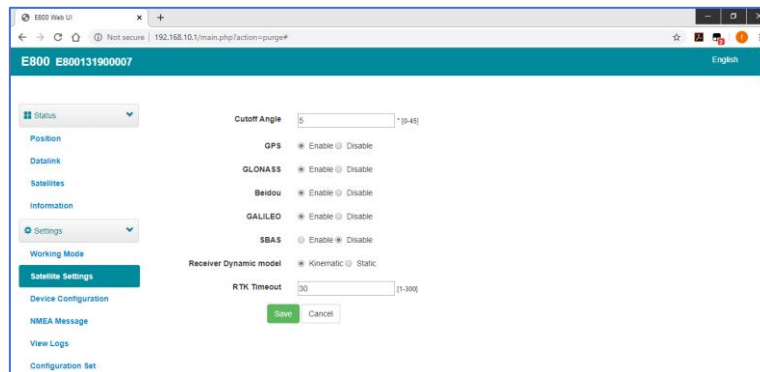 E800 Web UI
Not secure | 192.168.10.1/main.php?action=purge#
E800 E800131900007
English
Status
Position
Datalink
Satellites
Information
Settings
Working Mode
Satellite Settings
Device Configuration
NMEA Message
View Logs
Configuration Set
Cutoff Angle 5 * [0-45]
GPS Enable Disable
GLONASS Enable Disable
Beidou Enable Disable
GALILEO Enable Disable
SBAS Enable Disable
Receiver Dynamic model Kinematic Static
RTK Timeout 30 [1-300]
Save Cancel